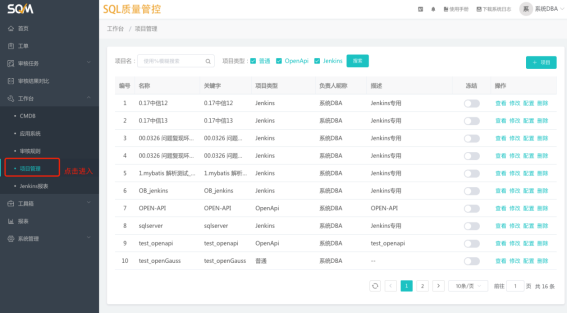 SQM
SQL质量管控
使用手册 下载系统日志 系 系统DBA
工作台 / 项目管理
首页
工单
审核任务
审核结果对比
工作台
CMDB
应用系统
审核规则
项目管理 点击进入
Jenkins报表
工具箱
报表
系统管理
项目名 项目类型 普通 OpenApi Jenkins 搜索 + 项目
编号 名称 关键字 项目类型 负责人昵称 描述 冻结 操作
1 0.17中信12 0.17中信12 Jenkins 系统DBA Jenkins专用 查看 修改 配置 删除
2 0.17中信13 0.17中信13 Jenkins 系统DBA Jenkins专用 查看 修改 配置 删除
3 00.0326 问题复现环... 00.0326 问题... Jenkins 系统DBA Jenkins专用 查看 修改 配置 删除
4 00.0326 问题复现环... 00.0326 问题... Jenkins 系统DBA Jenkins专用 查看 修改 配置 删除
5 1.mybatis 解析测试_... 1.mybatis 解析... Jenkins 系统DBA Jenkins专用 查看 修改 配置 删除
6 OB_jenkins OB_jenkins Jenkins 系统DBA Jenkins专用 查看 修改 配置 删除
7 OPEN-API OPEN-API OpenApi 系统DBA OPEN-API 查看 修改 配置 删除
8 sqlserver sqlserver Jenkins 系统DBA Jenkins专用 查看 修改 配置 删除
9 test_openapi test_openapi OpenApi 系统DBA test_openapi 查看 修改 配置 删除
10 test_openGauss test_openGauss 普通 系统DBA — 查看 修改 配置 删除
1 2 10条/页 前往 1 页 共 16 条